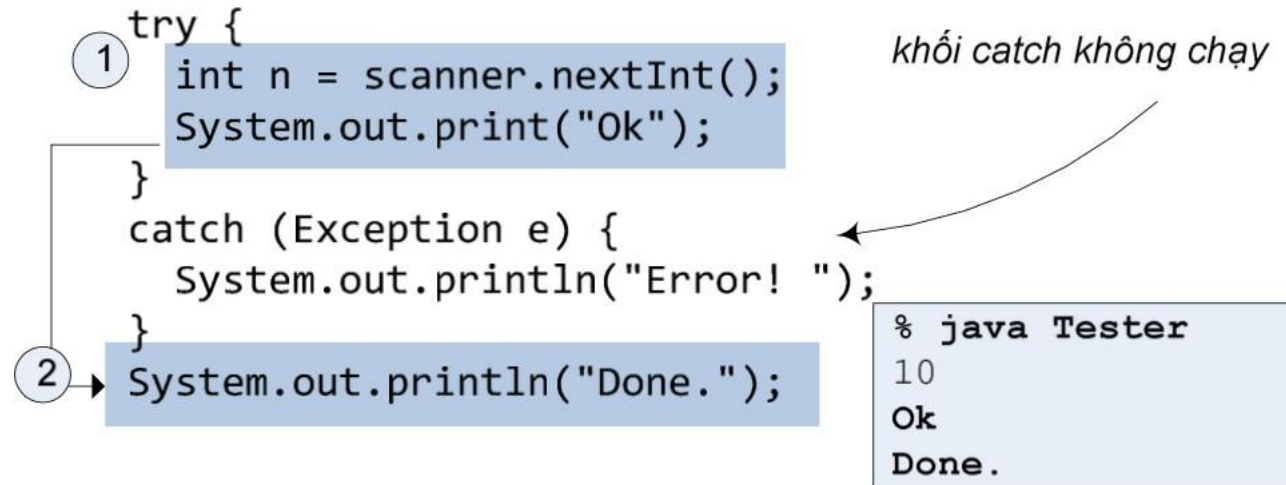 try {
1
int n = scanner.nextInt();
System.out.print("Ok");
}
catch (Exception e) {
System.out.println("Error! ");
}
2
System.out.println("Done.");
khối catch không chạy
% java Tester
10
Ok
Done.